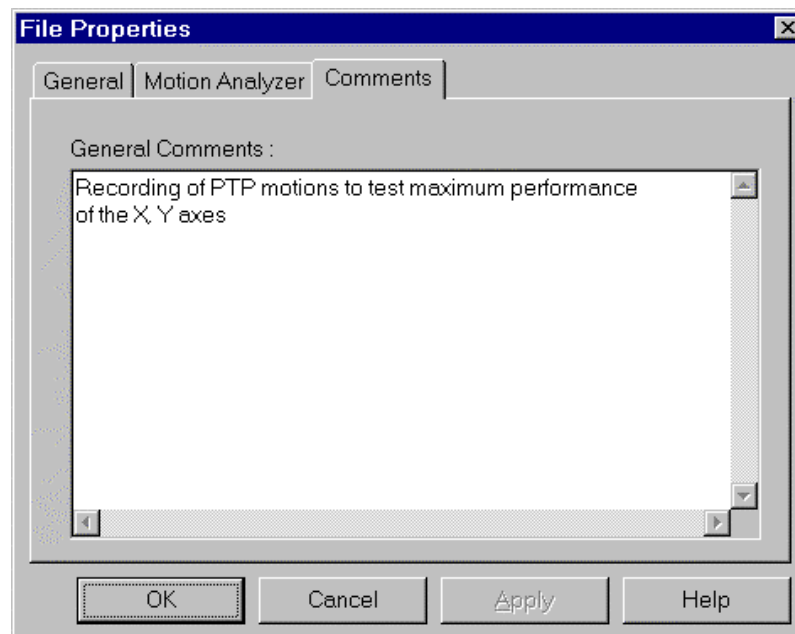 File Properties
General Motion Analyzer Comments
General Comments :
Recording of PTP motions to test maximum performance
of the X, Y axes
OK Cancel Apply Help